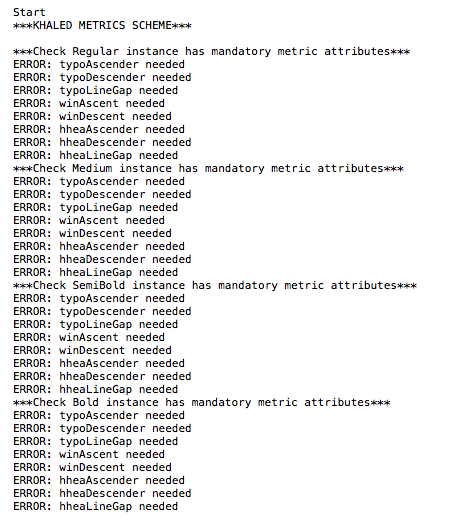 Start
***KHALED METRICS SCHEME***
***Check Regular instance has mandatory metric attributes***
ERROR: typoAscender needed
ERROR: typoDescender needed
ERROR: typoLineGap needed
ERROR: winAscent needed
ERROR: winDescent needed
ERROR: hheaAscender needed
ERROR: hheaDescender needed
ERROR: hheaLineGap needed
***Check Medium instance has mandatory metric attributes***
ERROR: typoAscender needed
ERROR: typoDescender needed
ERROR: typoLineGap needed
ERROR: winAscent needed
ERROR: winDescent needed
ERROR: hheaAscender needed
ERROR: hheaDescender needed
ERROR: hheaLineGap needed
***Check SemiBold instance has mandatory metric attributes***
ERROR: typoAscender needed
ERROR: typoDescender needed
ERROR: typoLineGap needed
ERROR: winAscent needed
ERROR: winDescent needed
ERROR: hheaAscender needed
ERROR: hheaDescender needed
ERROR: hheaLineGap needed
***Check Bold instance has mandatory metric attributes***
ERROR: typoAscender needed
ERROR: typoDescender needed
ERROR: typoLineGap needed
ERROR: winAscent needed
ERROR: winDescent needed
ERROR: hheaAscender needed
ERROR: hheaDescender needed
ERROR: hheaLineGap needed